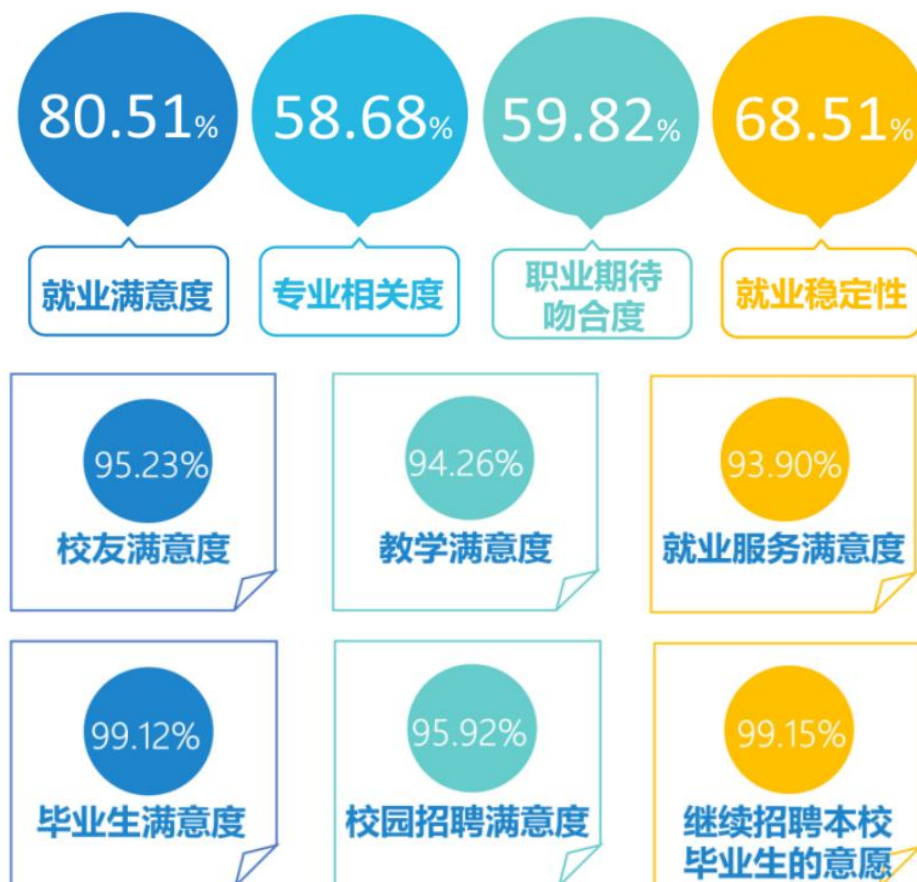 80.51%
58.68%
59.82%
68.51%
就业满意度
专业相关度
职业期待
吻合度
就业稳定性
95.23%
94.26%
93.90%
校友满意度
教学满意度
就业服务满意度
99.12%
95.92%
99.15%
毕业生满意度
校园招聘满意度
继续招聘本校
毕业生的意愿